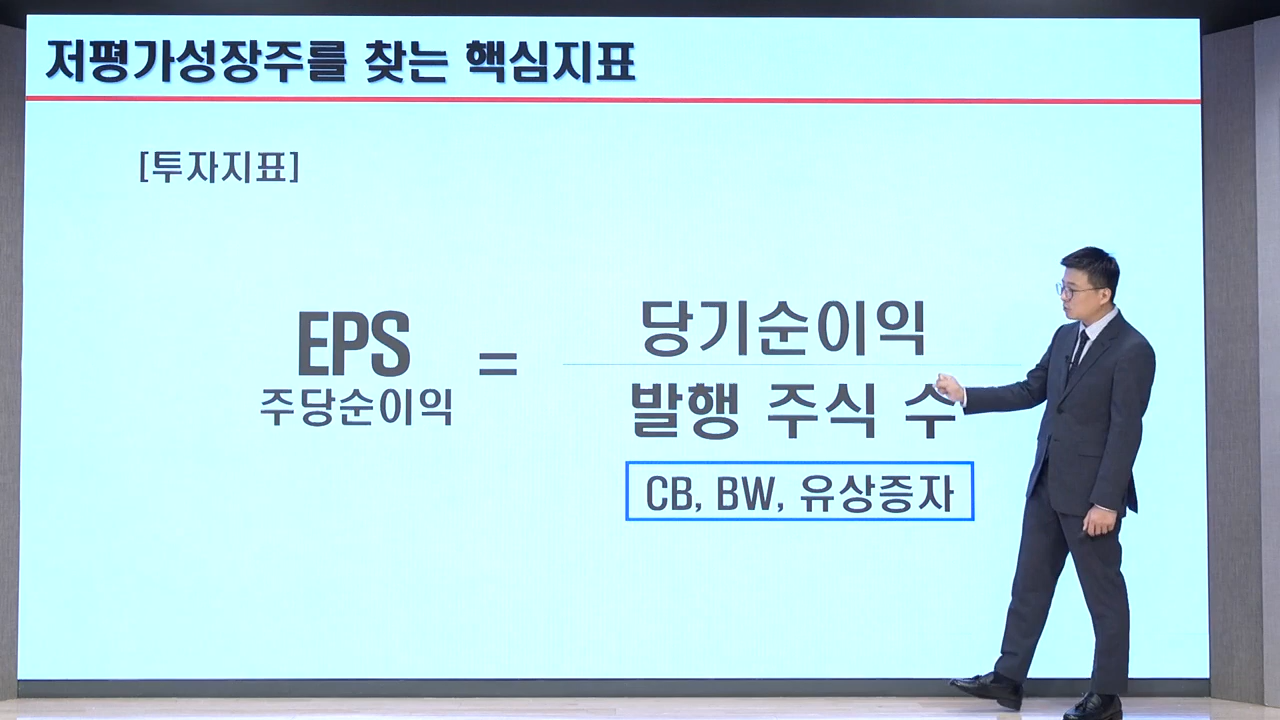 저평가성장주를 찾는 핵심지표
[투자지표]
EPS
주당순이익
=
당기순이익
발행 주식 수
CB, BW, 유상증자